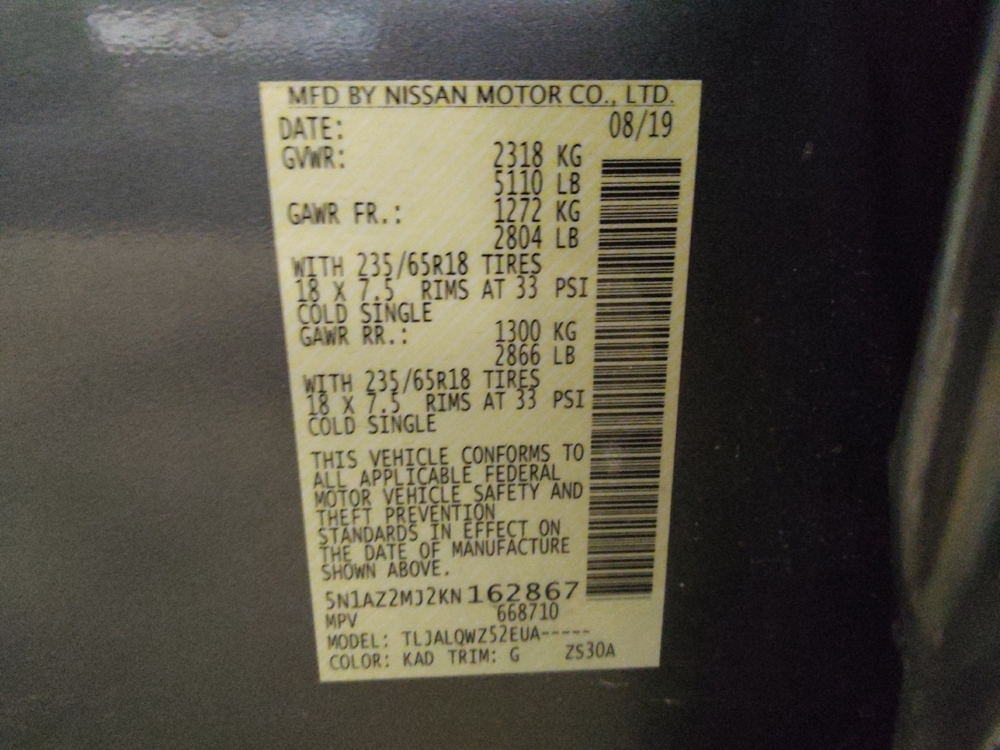 MFD BY NISSAN MOTOR CO., LTD.
DATE: 08/19
GVWR: 2318 KG
5110 LB
GAWR FR.: 1272 KG
2804 LB
WITH 235/65R18 TIRES
18 X 7.5 RIMS AT 33 PSI
COLD SINGLE
GAWR RR.: 1300 KG
2866 LB
WITH 235/65R18 TIRES
18 X 7.5 RIMS AT 33 PSI
COLD SINGLE
THIS VEHICLE CONFORMS TO
ALL APPLICABLE FEDERAL
MOTOR VEHICLE SAFETY AND
THEFT PREVENTION
STANDARDS IN EFFECT ON
THE DATE OF MANUFACTURE
SHOWN ABOVE.
5N1AZ2MJ2KN162867
MPV 668710
MODEL: TLJALQWZ52EUA-----
COLOR: KAD TRIM: G ZS30A